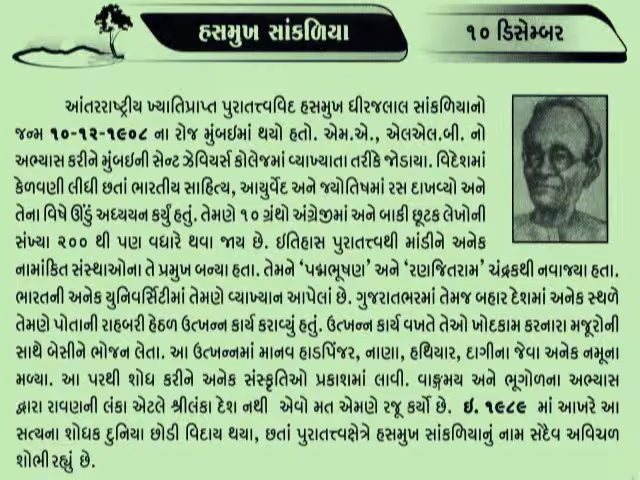 હસમુખ સાંકળિયા
૧૦ ડિસેમ્બર
આંતરરાષ્ટ્રીય ખ્યાતિપ્રાપ્ત પુરાતત્ત્વવિદ હસમુખ ધીરજલાલ સાંકળિયાનો
જન્મ ૧૦-૧૨-૧૯૦૮ ના રોજ મુંબઇમાં થયો હતો. એમ.એ., એલએલ.બી. નો
અભ્યાસ કરીને મુંબઇની સેન્ટ ઝેવિયર્સ કોલેજમાં વ્યાખ્યાતા તરીકે જોડાયા. વિદેશમાં
કેળવણી લીધી છતાં ભારતીય સાહિત્ય, આયુર્વેદ અને જ્યોતિષમાં રસ દાખવ્યો અને
તેના વિષે ઊંડું અધ્યયન કર્યું હતું. તેમણે ૧૦ ગ્રંથો અંગ્રેજીમાં અને બાકી છૂટક લેખોની
સંખ્યા ૨૦૦ થી પણ વધારે થવા જાય છે. ઇતિહાસ પુરાતત્ત્વથી માંડીને અનેક
નામાંકિત સંસ્થાઓના તે પ્રમુખ બન્યા હતા. તેમને ‘પદ્મભૂષણ’ અને ‘રણજિતરામ’ ચંદ્રકથી નવાજ્યા હતા.
ભારતની અનેક યુનિવર્સિટીમાં તેમણે વ્યાખ્યાન આપેલાં છે. ગુજરાતભરમાં તેમજ બહાર દેશમાં અનેક સ્થળે
તેમણે પોતાની રાહબરી હેઠળ ઉત્ખન્ન કાર્ય કરાવ્યું હતું. ઉત્ખન્ન કાર્ય વખતે તેઓ ખોદકામ કરનારા મજૂરોની
સાથે બેસીને ભોજન લેતા. આ ઉત્ખન્નમાં માનવ હાડપિંજર, નાણા, હથિયાર, દાગીના જેવા અનેક નમૂના
મળ્યા. આ પરથી શોધ કરીને અનેક સંસ્કૃતિઓ પ્રકાશમાં લાવી. વાઙ્મય અને ભૂગોળના અભ્યાસ
દ્વારા રાવણની લંકા એટલે શ્રીલંકા દેશ નથી એવો મત એમણે રજૂ કર્યો છે. ઇ. ૧૯૮૯ માં આખરે આ
સત્યના શોધક દુનિયા છોડી વિદાય થયા, છતાં પુરાતત્ત્વક્ષેત્રે હસમુખ સાંકળિયાનું નામ સદૈવ અવિચળ
શોભી રહ્યું છે.